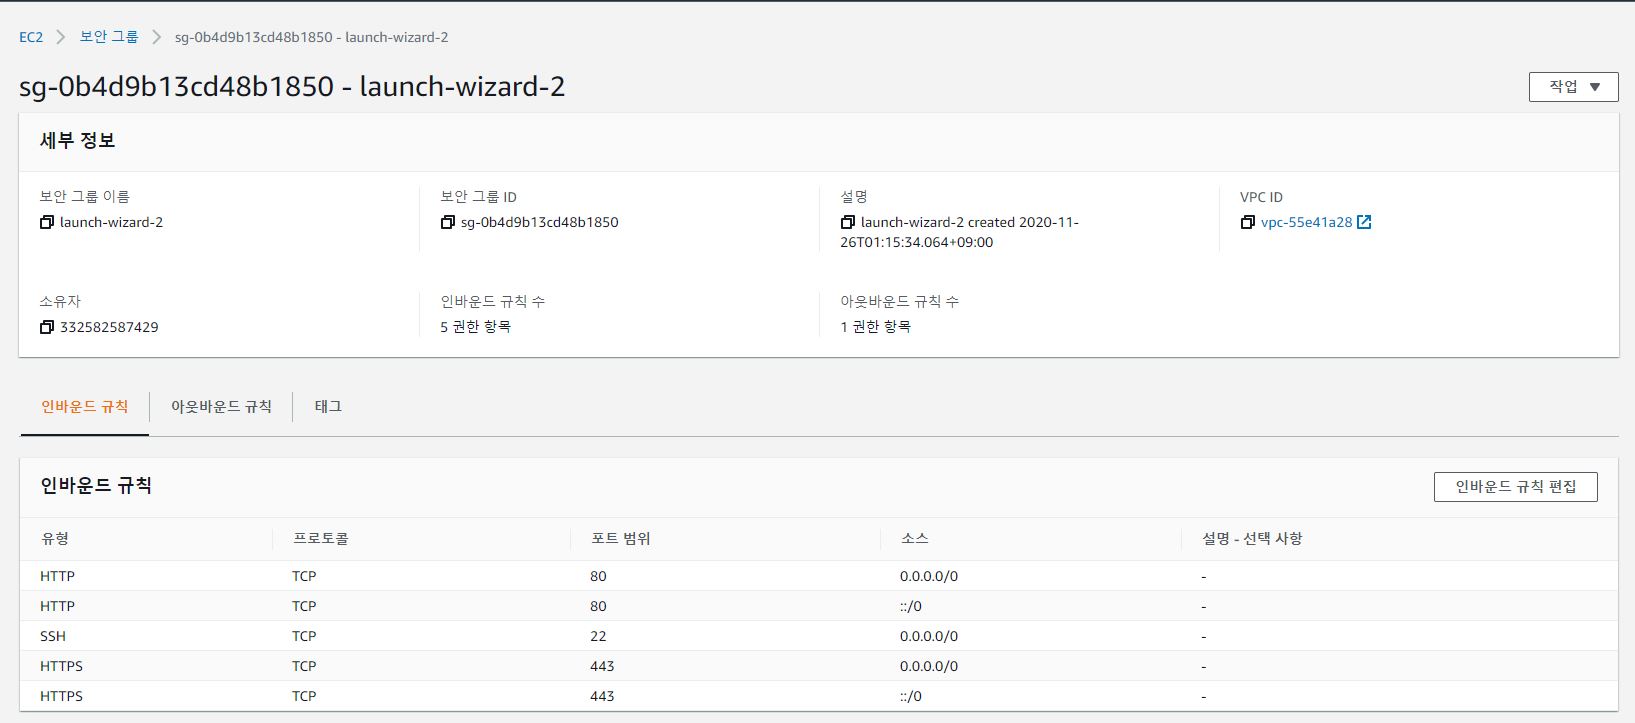 EC2 > 보안 그룹 > sg-0b4d9b13cd48b1850 - launch-wizard-2
sg-0b4d9b13cd48b1850 - launch-wizard-2
작업 ▼
세부 정보
보안 그룹 이름
launch-wizard-2
보안 그룹 ID
sg-0b4d9b13cd48b1850
설명
launch-wizard-2 created 2020-11-
26T01:15:34.064+09:00
VPC ID
vpc-55e41a28
소유자
332582587429
인바운드 규칙 수
5 권한 항목
아웃바운드 규칙 수
1 권한 항목
인바운드 규칙 아웃바운드 규칙 태그
인바운드 규칙
인바운드 규칙 편집
유형 프로토콜 포트 범위 소스 설명 - 선택 사항
HTTP TCP 80 0.0.0.0/0 -
HTTP TCP 80 ::/0 -
SSH TCP 22 0.0.0.0/0 -
HTTPS TCP 443 0.0.0.0/0 -
HTTPS TCP 443 ::/0 -